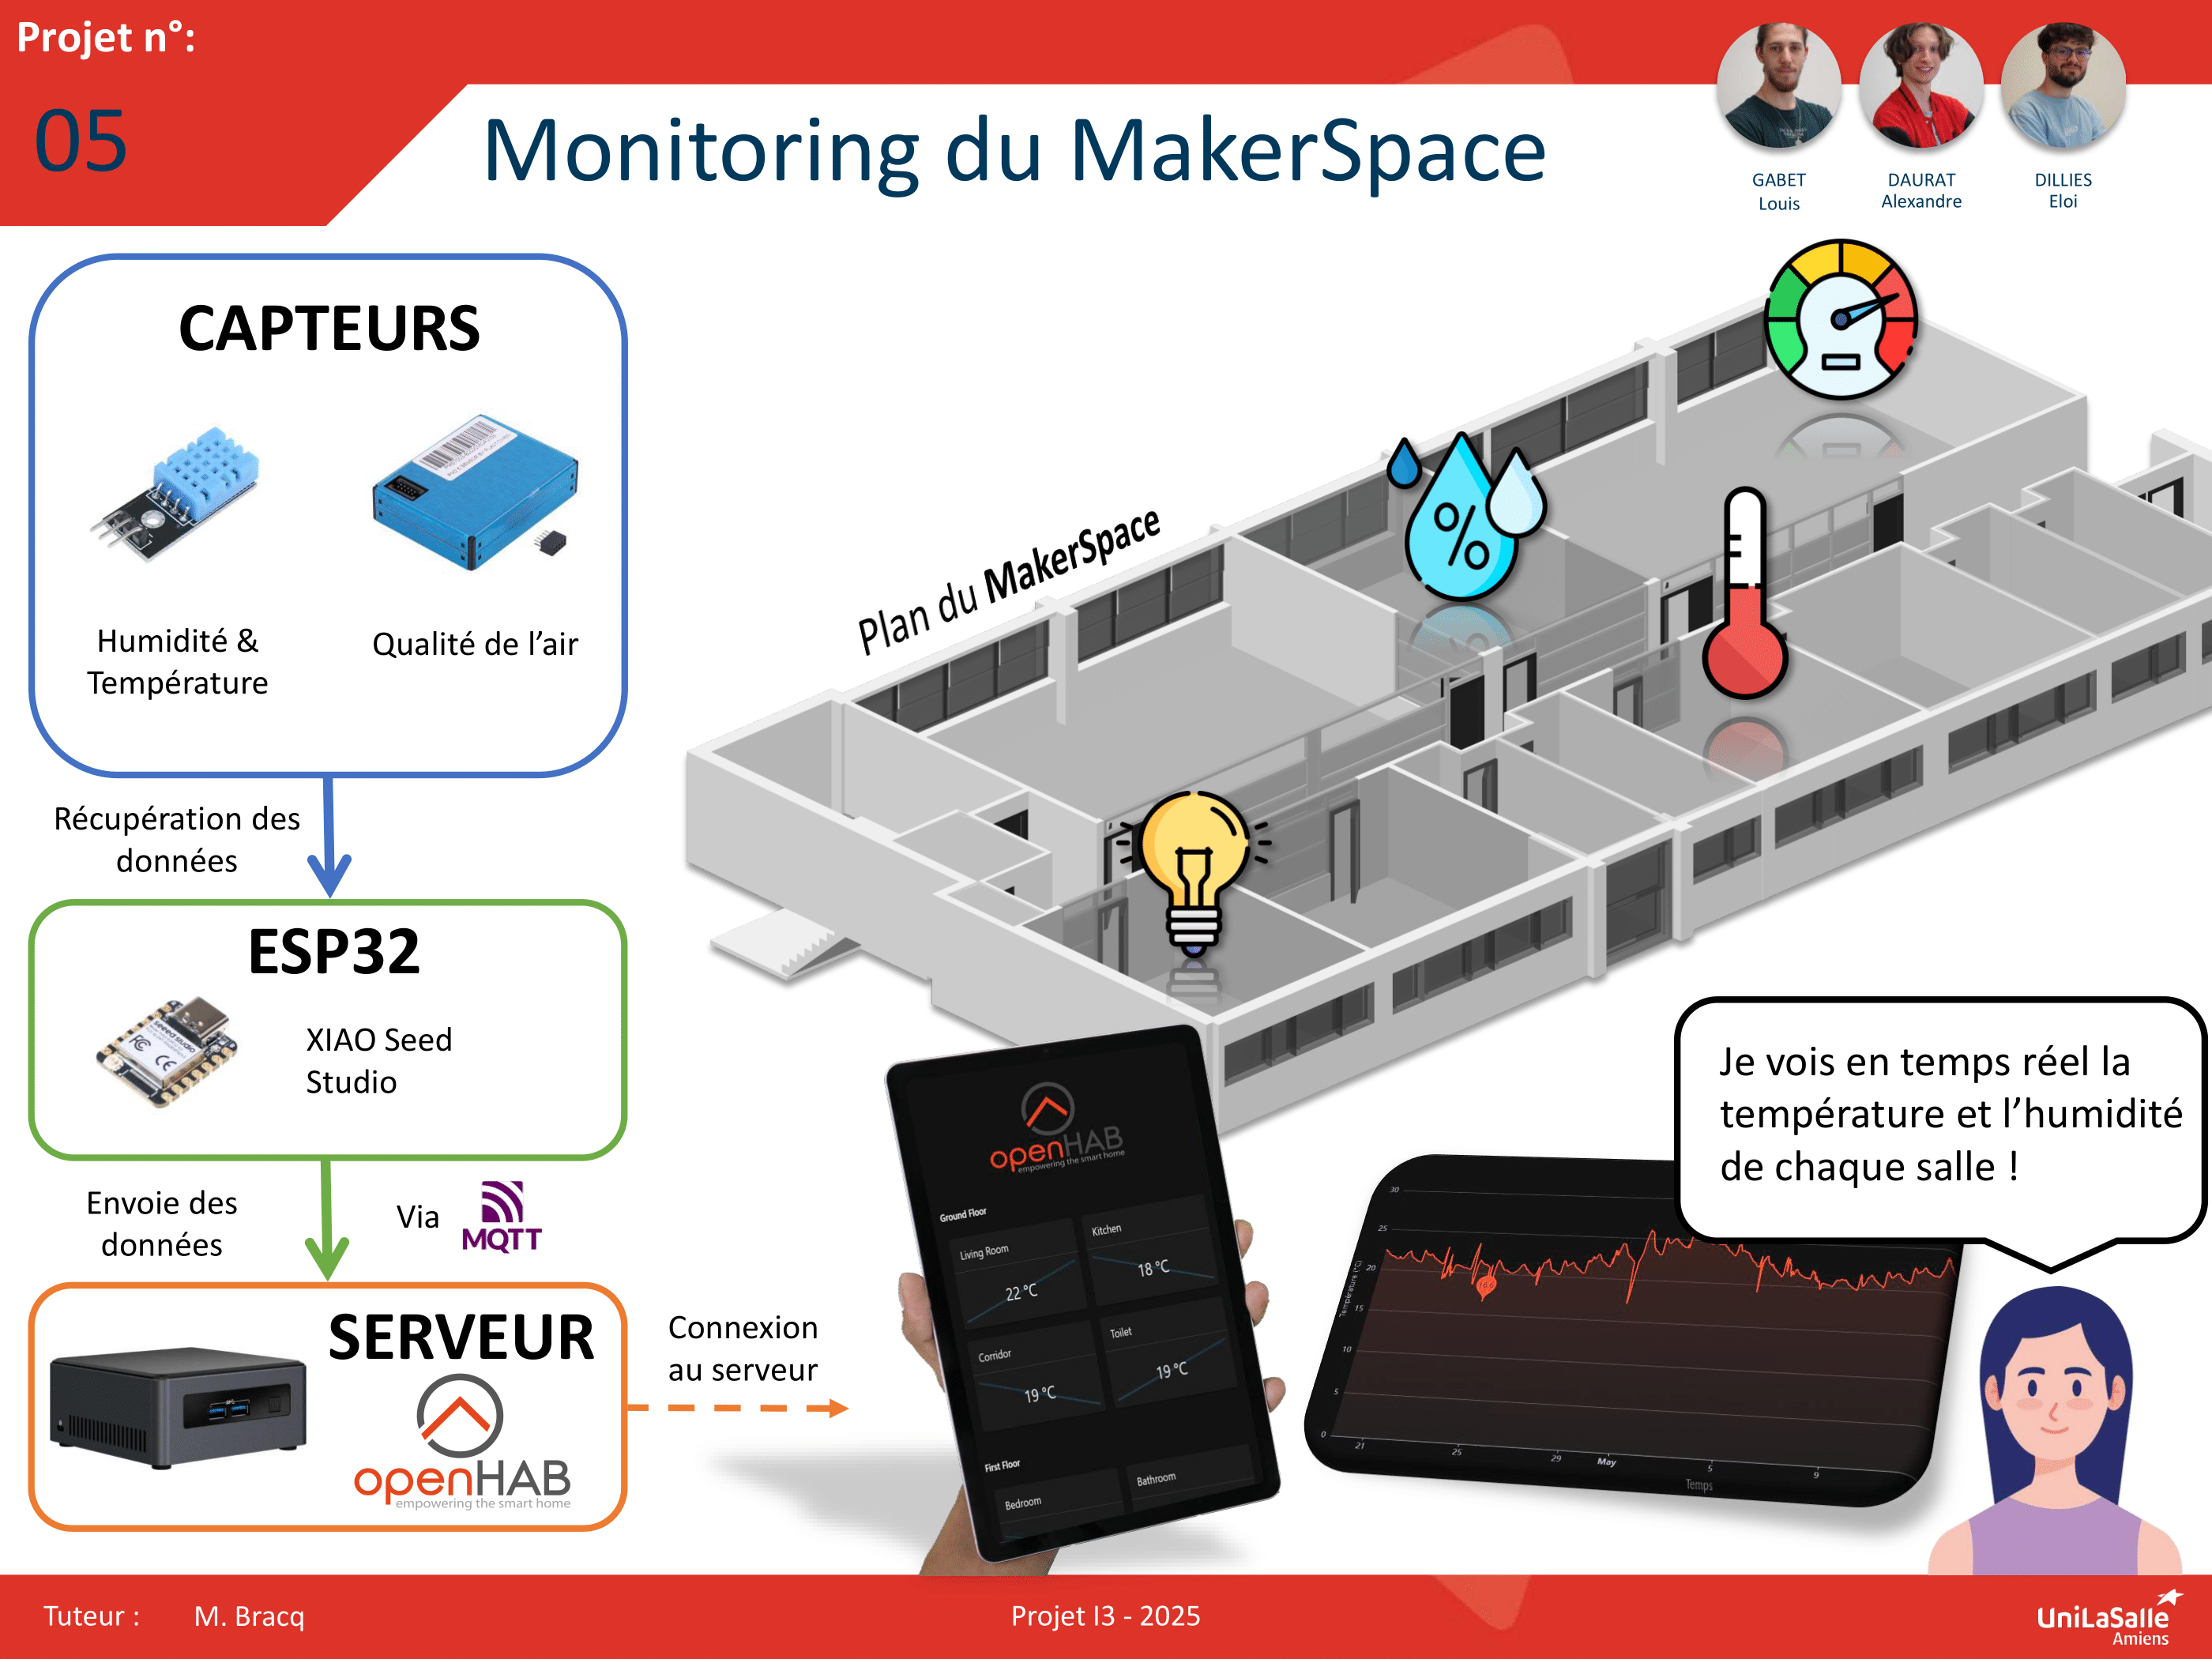 Projet n°:
05
Monitoring du MakerSpace
GABET
Louis
DAURAT
Alexandre
DILLIES
Eloi
CAPTEURS
Humidité &
Température
Qualité de l’air
Récupération des
données
ESP32
XIAO Seed
Studio
Envoie des
données
Via
MQTT
SERVEUR
openHAB
empowering the smart home
Connexion
au serveur
Plan du MakerSpace
%
openHAB
empowering the smart home
Ground Floor
Living Room
22 °C
Kitchen
18 °C
Corridor
19 °C
Toilet
19 °C
First Floor
Bedroom
Bathroom
Je vois en temps réel la
température et l’humidité
de chaque salle !
30
25
20
15
10
5
0
Température (°C)
21
25
29
May
5
9
Temps
Tuteur :
M. Bracq
Projet I3 - 2025
UniLaSalle
Amiens